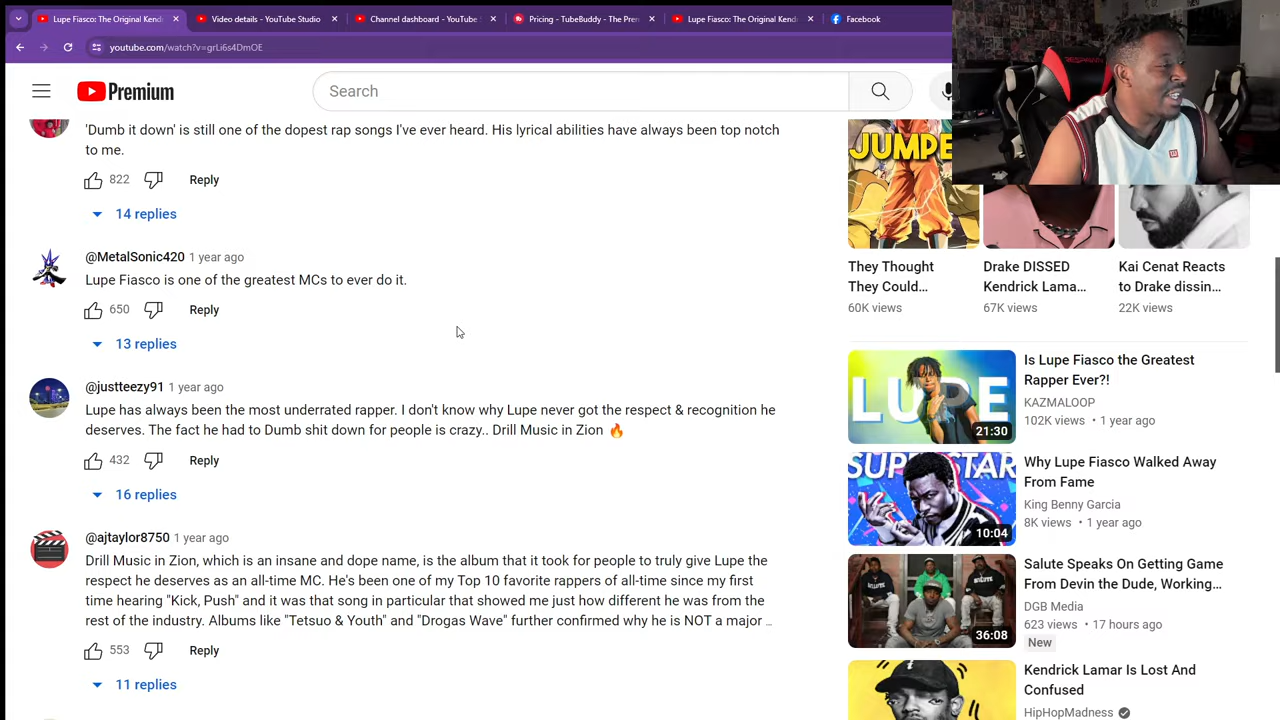 Lupe Fiasco: The Original Kend
Video details - YouTube Studio
Channel dashboard - YouTube S
Pricing - TubeBuddy - The Pren
Lupe Fiasco: The Original Kend
Facebook
youtube.com/watch?v=grLi6s4DmOE
Premium
Search
'Dumb it down' is still one of the dopest rap songs I've ever heard. His lyrical abilities have always been top notch
to me.
822
Reply
14 replies
@MetalSonic420 1 year ago
Lupe Fiasco is one of the greatest MCs to ever do it.
650
Reply
13 replies
@justteezy91 1 year ago
Lupe has always been the most underrated rapper. I don't know why Lupe never got the respect & recognition he
deserves. The fact he had to Dumb shit down for people is crazy.. Drill Music in Zion 🔥
432
Reply
16 replies
@ajtaylor8750 1 year ago
Drill Music in Zion, which is an insane and dope name, is the album that it took for people to truly give Lupe the
respect he deserves as an all-time MC. He's been one of my Top 10 favorite rappers of all-time since my first
time hearing "Kick, Push" and it was that song in particular that showed me just how different he was from the
rest of the industry. Albums like "Tetsuo & Youth" and "Drogas Wave" further confirmed why he is NOT a major ...
553
Reply
11 replies
JUMPE
They Thought
They Could...
60K views
Drake DISSED
Kendrick Lama...
67K views
Kai Cenat Reacts
to Drake dissin...
22K views
LUPE
21:30
Is Lupe Fiasco the Greatest
Rapper Ever?!
KAZMALOOP
102K views • 1 year ago
SUPERSTAR
10:04
Why Lupe Fiasco Walked Away
From Fame
King Benny Garcia
8K views • 1 year ago
36:08
Salute Speaks On Getting Game
From Devin the Dude, Working...
DGB Media
623 views • 17 hours ago
New
Kendrick Lamar Is Lost And
Confused
HipHopMadness